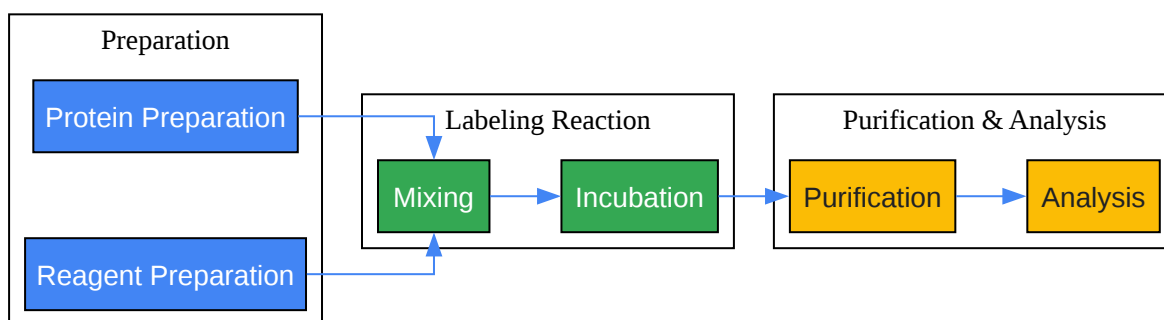 Preparation
Protein Preparation
Reagent Preparation
Labeling Reaction
Mixing
Incubation
Purification & Analysis
Purification
Analysis